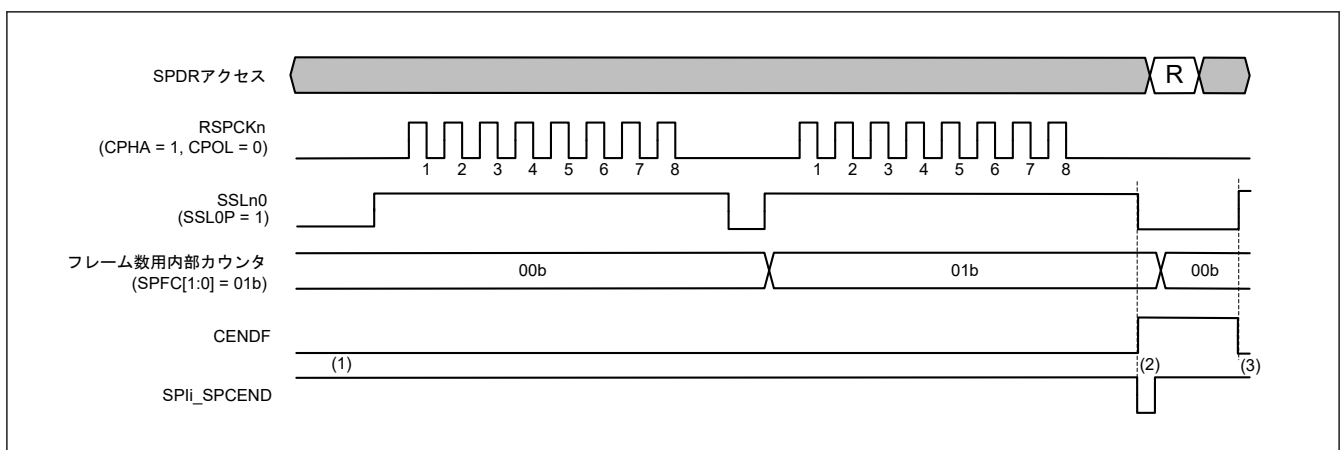 SPDRアクセス
R
RSPCKn
(CPHA = 1, CPOL = 0)
1 2 3 4 5 6 7 8 1 2 3 4 5 6 7 8
SSLn0
(SSL0P = 1)
フレーム数用内部カウンタ
(SPFC[1:0] = 01b)
00b 01b 00b
CENDF
(1) (2) (3)
SPIi_SPCEND